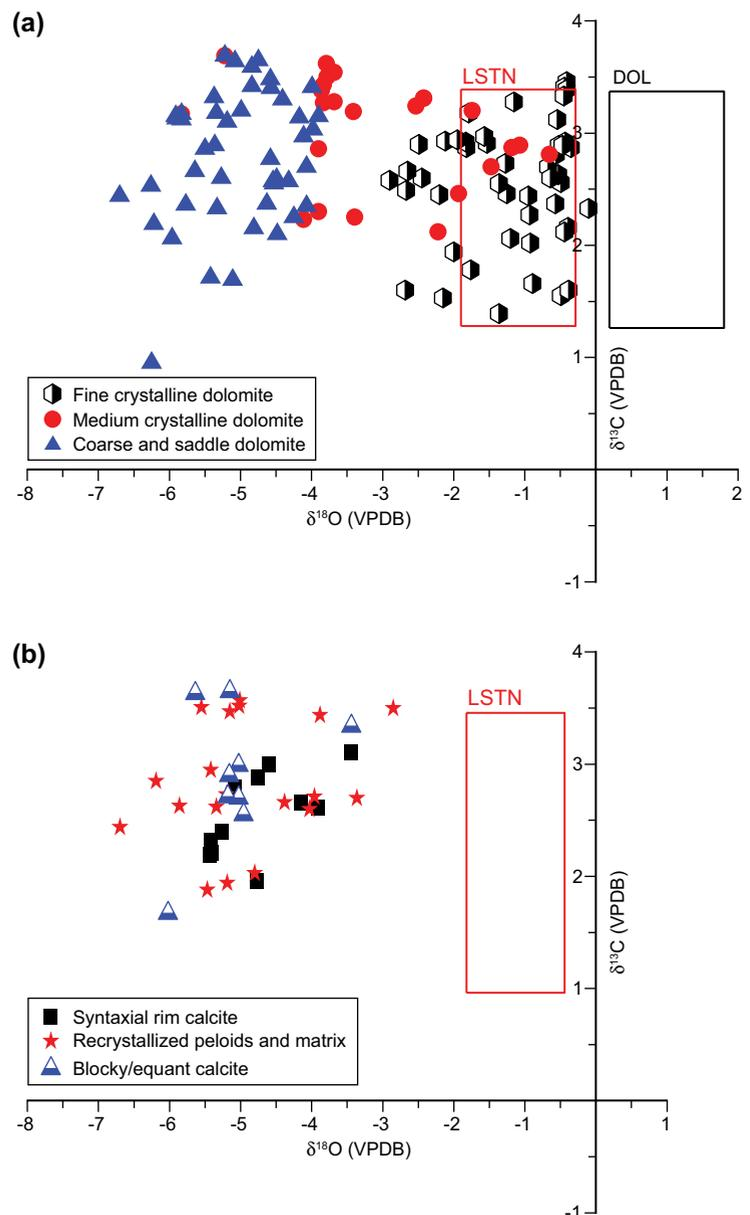 (a)
4
LSTN
DOL
3
2
1
δ13C (VPDB)
Fine crystalline dolomite
Medium crystalline dolomite
Coarse and saddle dolomite
-8 -7 -6 -5 -4 -3 -2 -1 1 2
δ18O (VPDB)
-1
(b)
4
LSTN
3
2
δ13C (VPDB)
1
Syntaxial rim calcite
Recrystallized peloids and matrix
Blocky/equant calcite
-8 -7 -6 -5 -4 -3 -2 -1 1
δ18O (VPDB)
-1